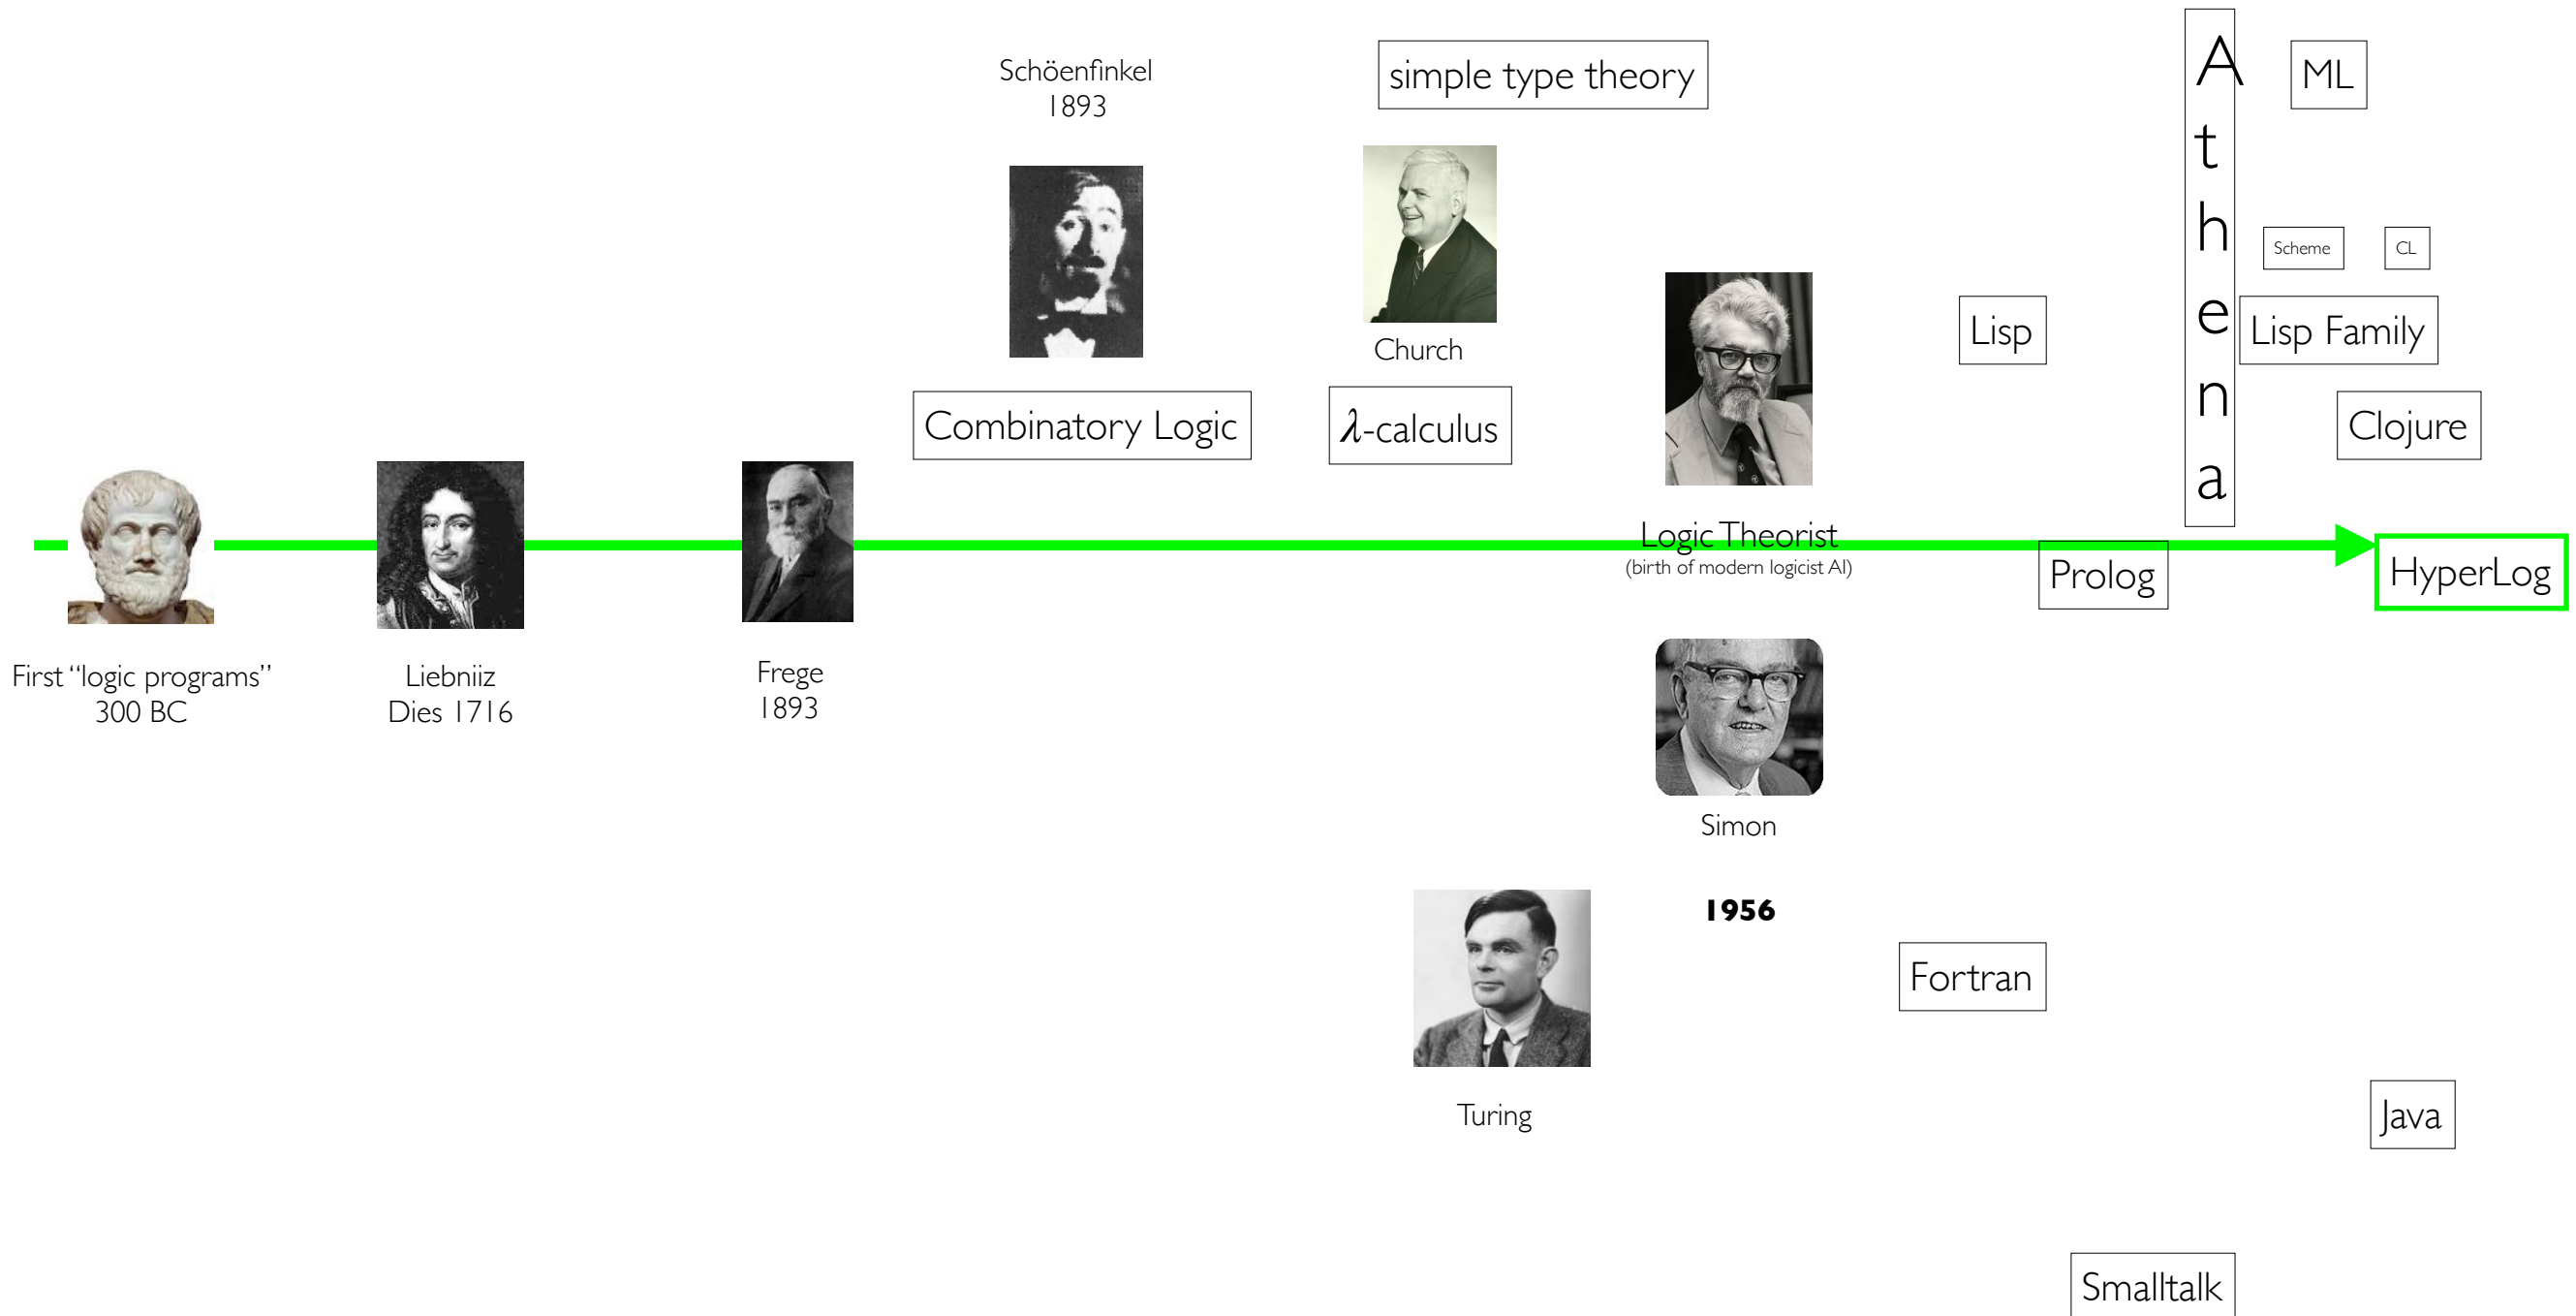 Schöenfinkel
1893
simple type theory
Athena
ML
Scheme
CL
Church
Lisp
Lisp Family
Combinatory Logic
λ-calculus
Clojure
Logic Theorist
(birth of modern logicist AI)
Prolog
HyperLog
First “logic programs”
300 BC
Liebniiz
Dies 1716
Frege
1893
Simon
1956
Fortran
Turing
Java
Smalltalk